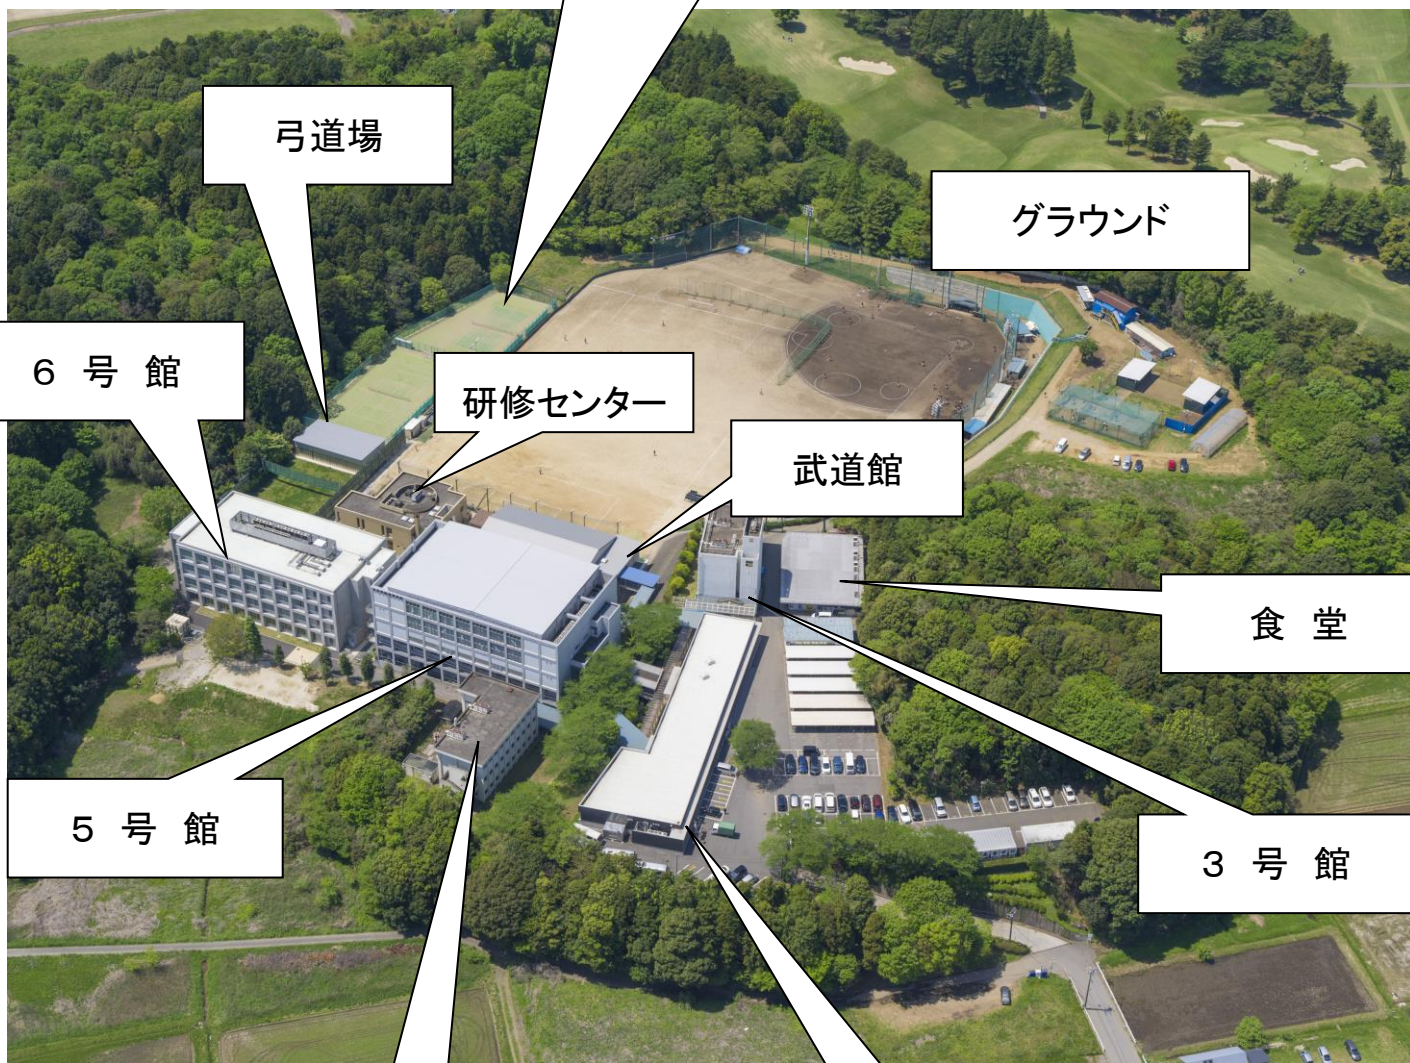 弓道場
グラウンド
6 号 館
研修センター
武道館
食 堂
5 号 館
3 号 館